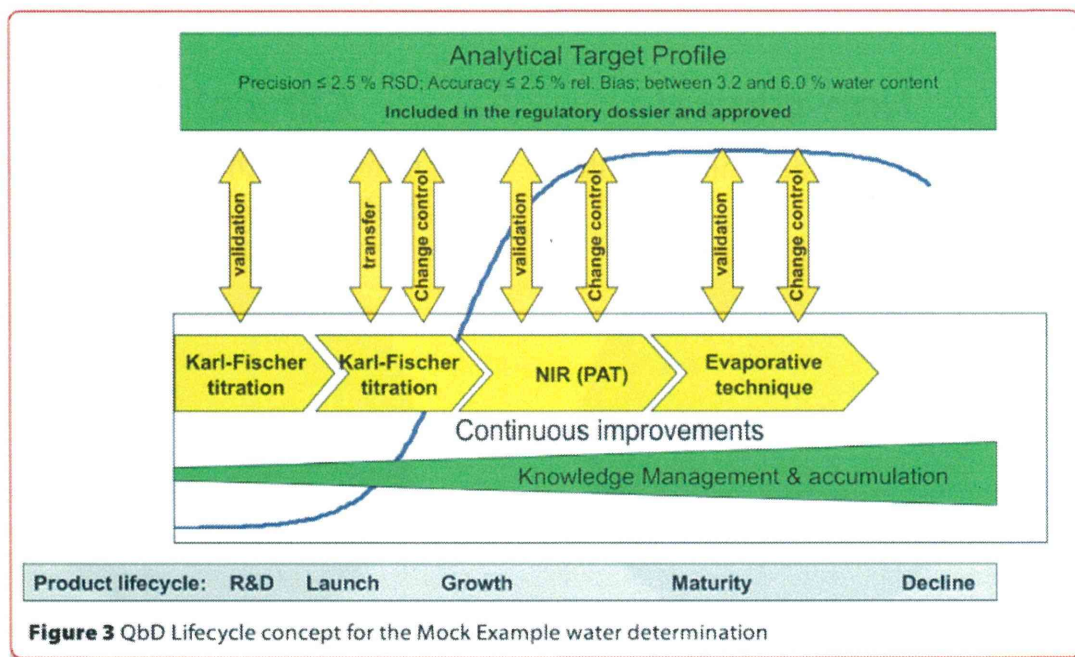 Analytical Target Profile
Precision ≤ 2.5 % RSD; Accuracy ≤ 2.5 % rel. Bias; between 3.2 and 6.0 % water content
Included in the regulatory dossier and approved
validation
transfer
Change control
validation
Change control
validation
Change control
Karl-Fischer
titration
Karl-Fischer
titration
NIR (PAT)
Evaporative
technique
Continuous improvements
Knowledge Management & accumulation
Product lifecycle: R&D Launch Growth Maturity Decline
Figure 3 QbD Lifecycle concept for the Mock Example water determination